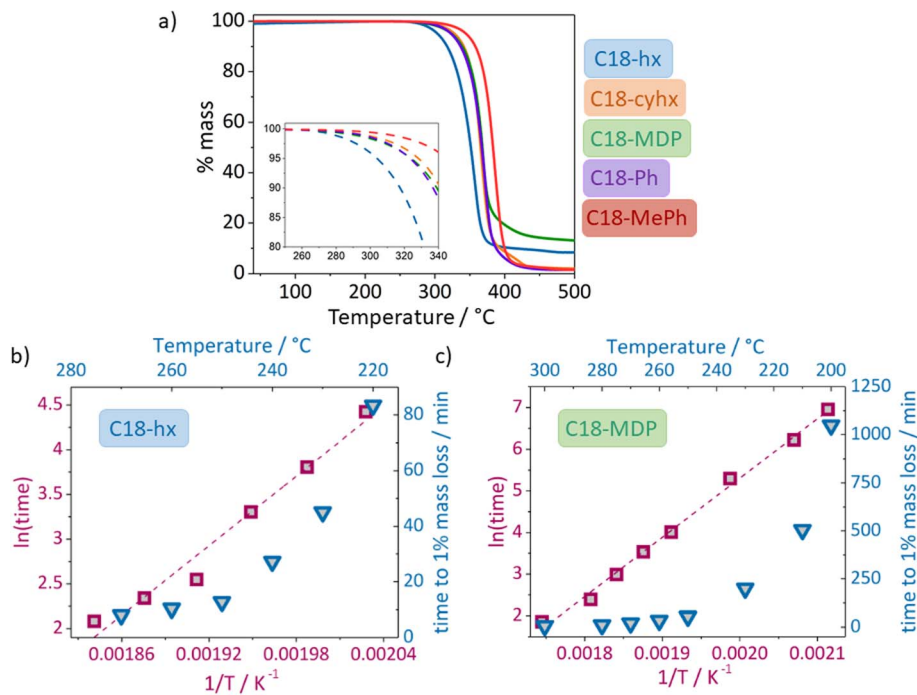 a)
100
80
60
40
20
0
% mass
100
95
90
85
80
260 280 300 320 340
100 200 300 400 500
Temperature / °C
C18-hx
C18-cyhx
C18-MDP
C18-Ph
C18-MePh
b)
Temperature / °C
280 260 240 220
4.5
4.0
3.5
3.0
2.5
2
ln(time)
C18-hx
80
60
40
20
0
time to 1% mass loss / min
0.00186 0.00192 0.00198 0.00204
1/T / K⁻¹
c)
Temperature / °C
300 280 260 240 220 200
7
6
5
4
3
2
ln(time)
C18-MDP
1250
1000
750
500
250
0
time to 1% mass loss / min
0.0018 0.0019 0.0020 0.0021
1/T / K⁻¹